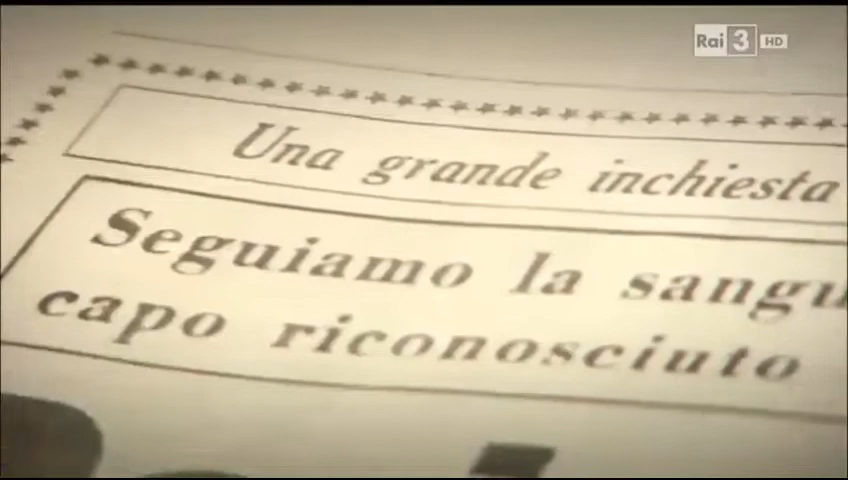 Rai 3 HD
Una grande inchiesta
Seguiamo la sangu
capo riconosciuto